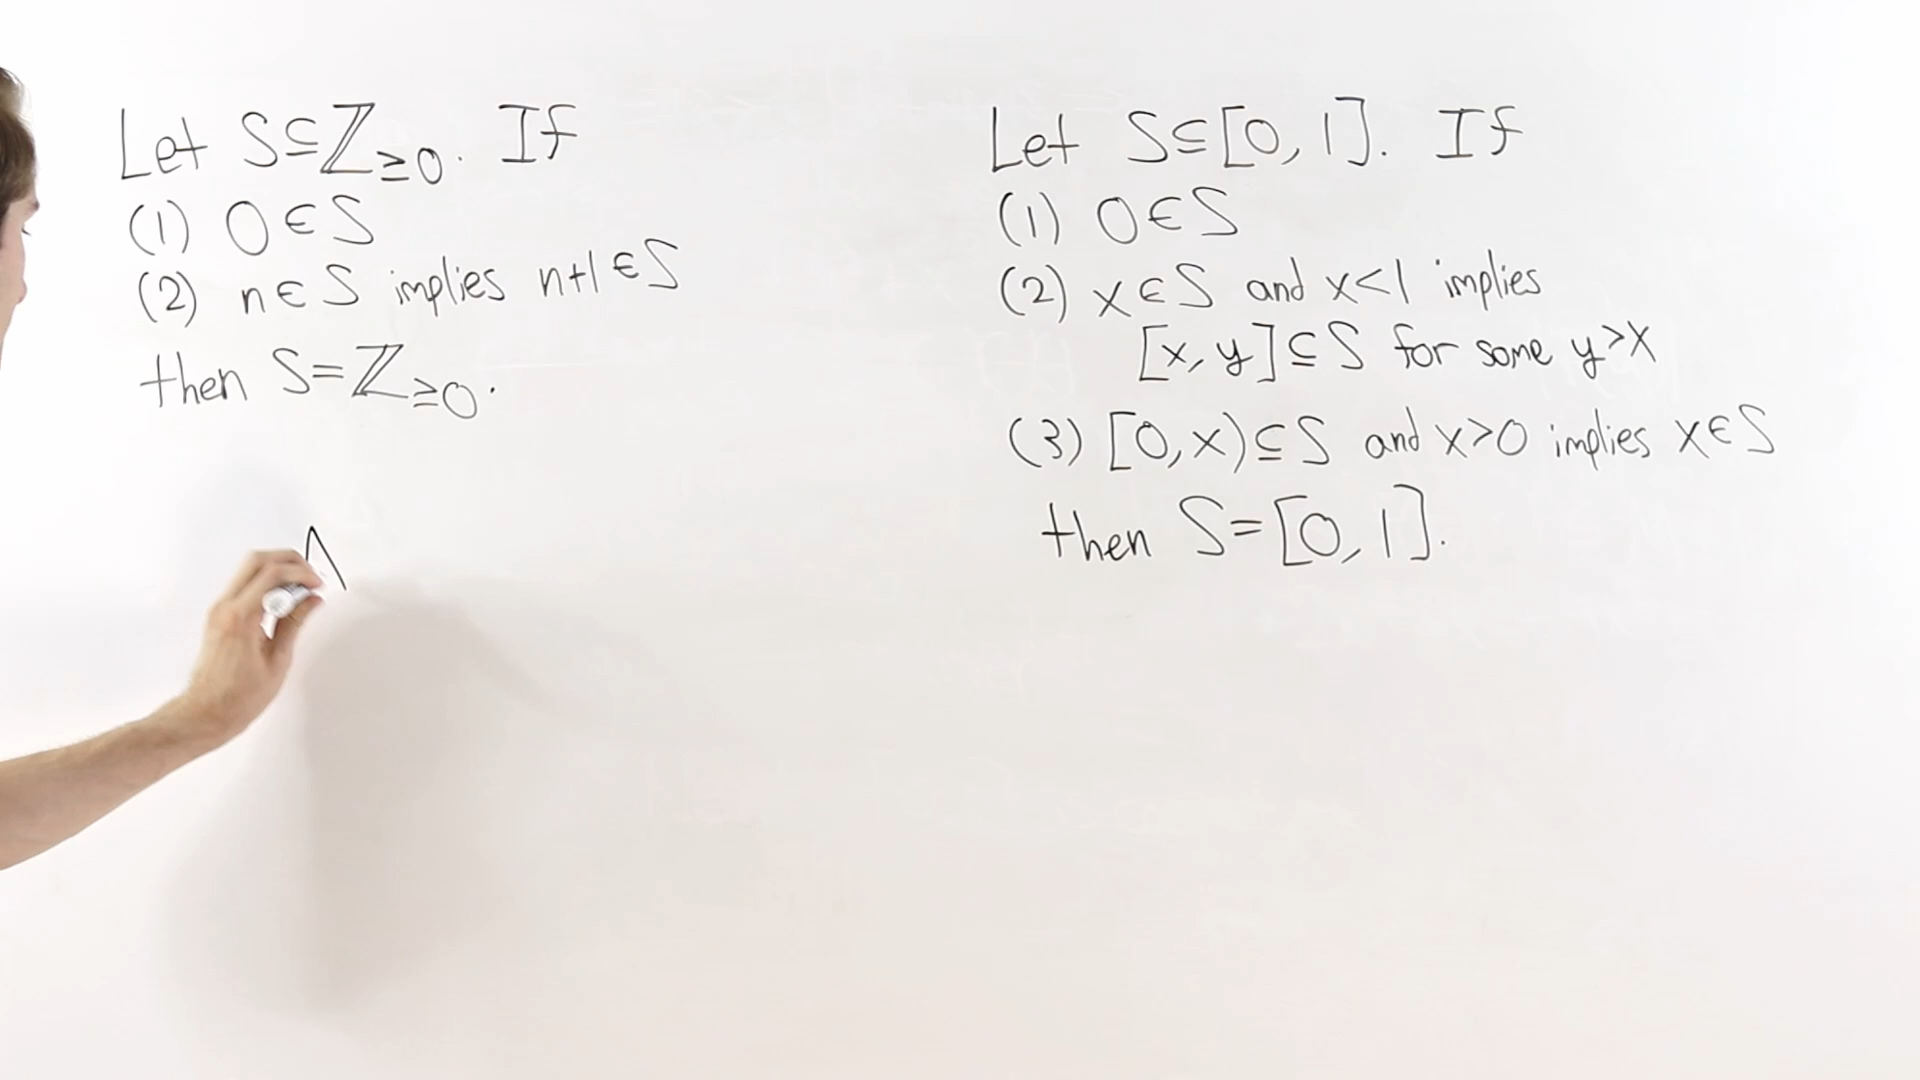 Let S⊆ℤ≥0. If
(1) 0∈S
(2) n∈S implies n+1∈S
then S=ℤ≥0.
Let S⊆[0,1]. If
(1) 0∈S
(2) x∈S and x<1 implies
[x,y]⊆S for some y>x
(3) [0,x)⊆S and x>0 implies x∈S
then S=[0,1].